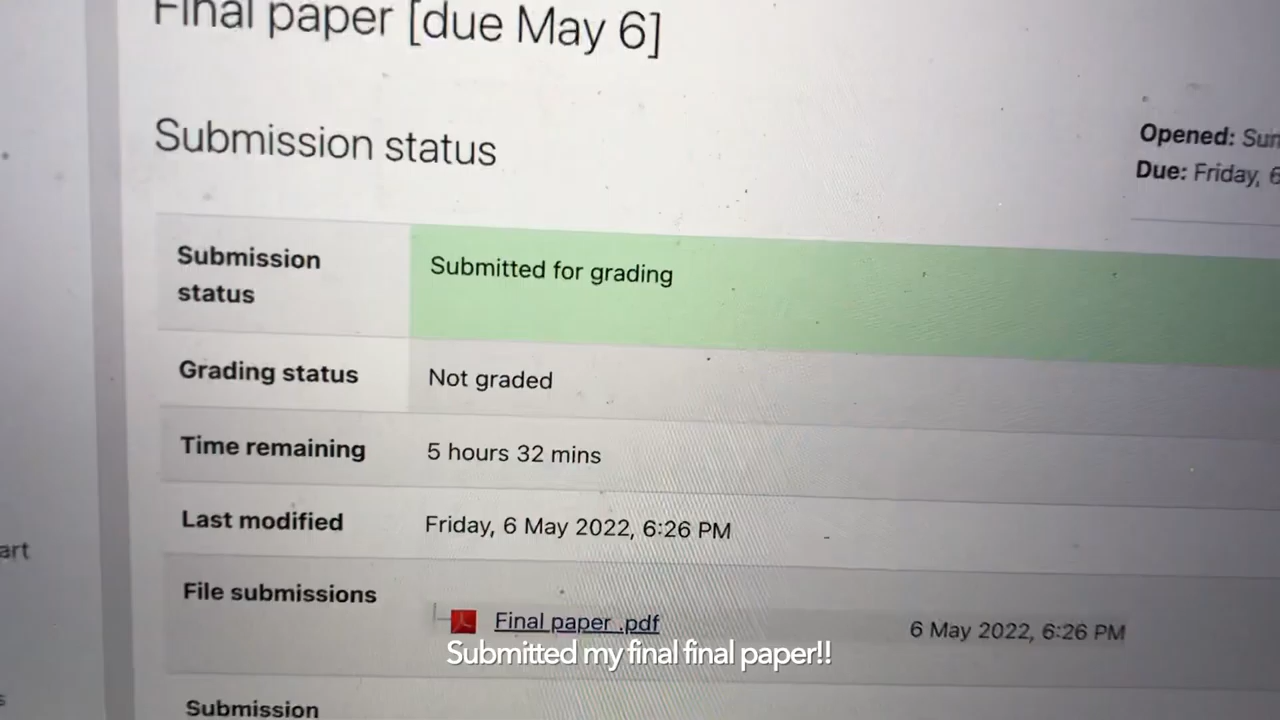 Final paper [due May 6]
Submission status
Opened: Sun
Due: Friday, 6
Submission
status
Submitted for grading
Grading status
Not graded
Time remaining
5 hours 32 mins
Last modified
Friday, 6 May 2022, 6:26 PM
art
File submissions
Final paper .pdf
6 May 2022, 6:26 PM
Submitted my final final paper!!
s
Submission